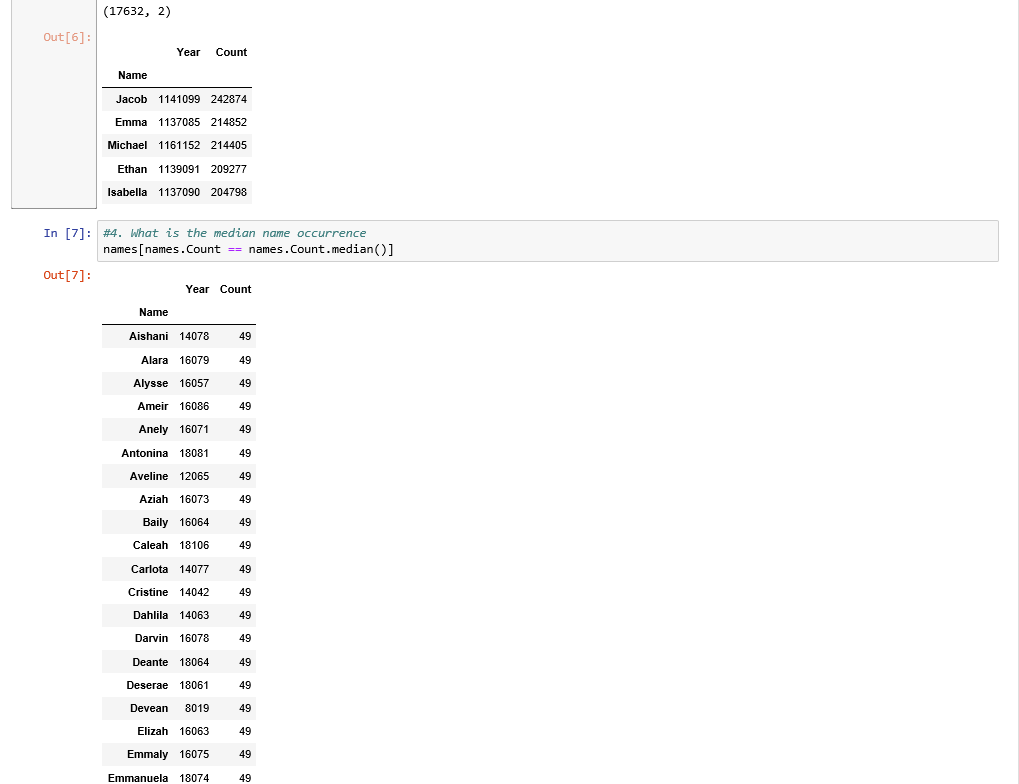 (17632, 2)
Out[6]:
Year Count
Name
Jacob 1141099 242874
Emma 1137085 214852
Michael 1161152 214405
Ethan 1139091 209277
Isabella 1137090 204798
In [7]: #4. What is the median name occurrence
names[names.Count == names.Count.median()]
Out[7]:
Year Count
Name
Aishani 14078 49
Alara 16079 49
Alysse 16057 49
Ameir 16086 49
Anely 16071 49
Antonina 18081 49
Aveline 12065 49
Aziah 16073 49
Baily 16064 49
Caleah 18106 49
Carlota 14077 49
Cristine 14042 49
Dahlila 14063 49
Darvin 16078 49
Deante 18064 49
Deserae 18061 49
Devean 8019 49
Elizah 16063 49
Emmaly 16075 49
Emmanuela 18074 49